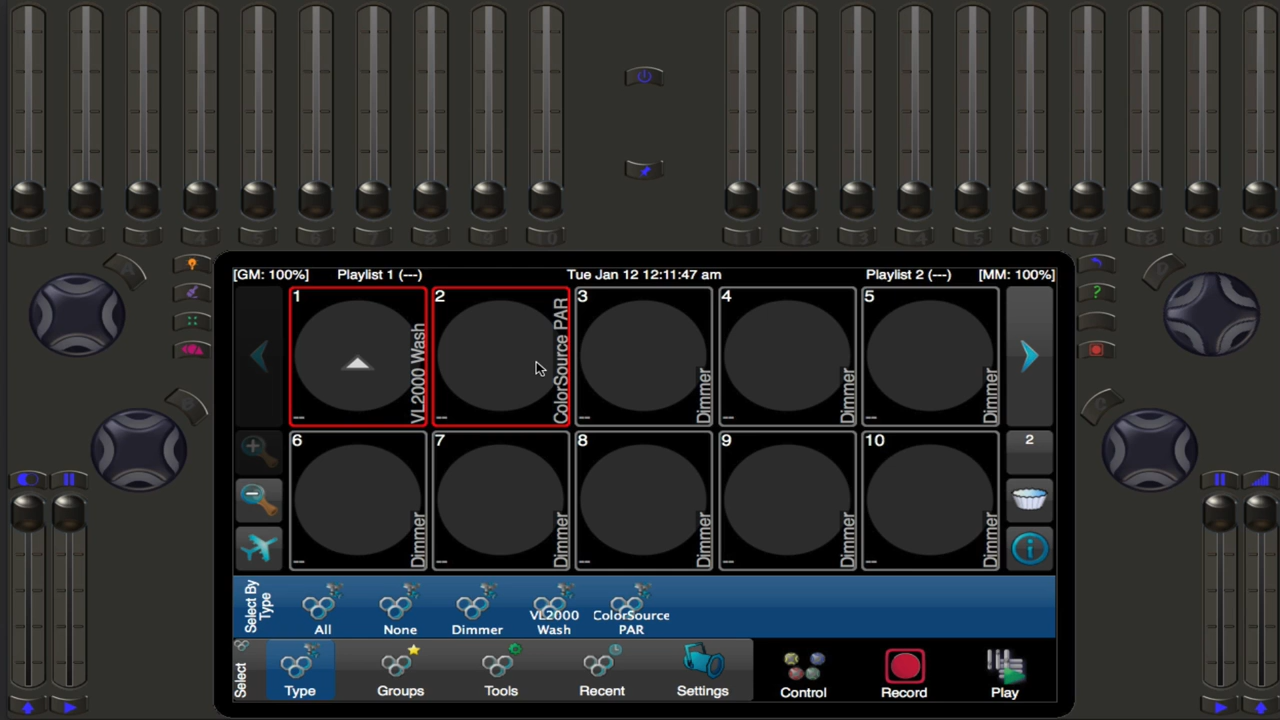 [GM: 100%] Playlist 1 (---) Tue Jan 12 12:11:47 am Playlist 2 (---) [MM: 100%]
1 VL2000 Wash --
2 ColorSource PAR --
3 Dimmer --
4 Dimmer --
5 Dimmer --
6 Dimmer --
7 Dimmer --
8 Dimmer --
9 Dimmer --
10 Dimmer --
2
Select By
Type
All
None
Dimmer
VL2000
Wash
ColorSource
PAR
Select
Type
Groups
Tools
Recent
Settings
Control
Record
Play